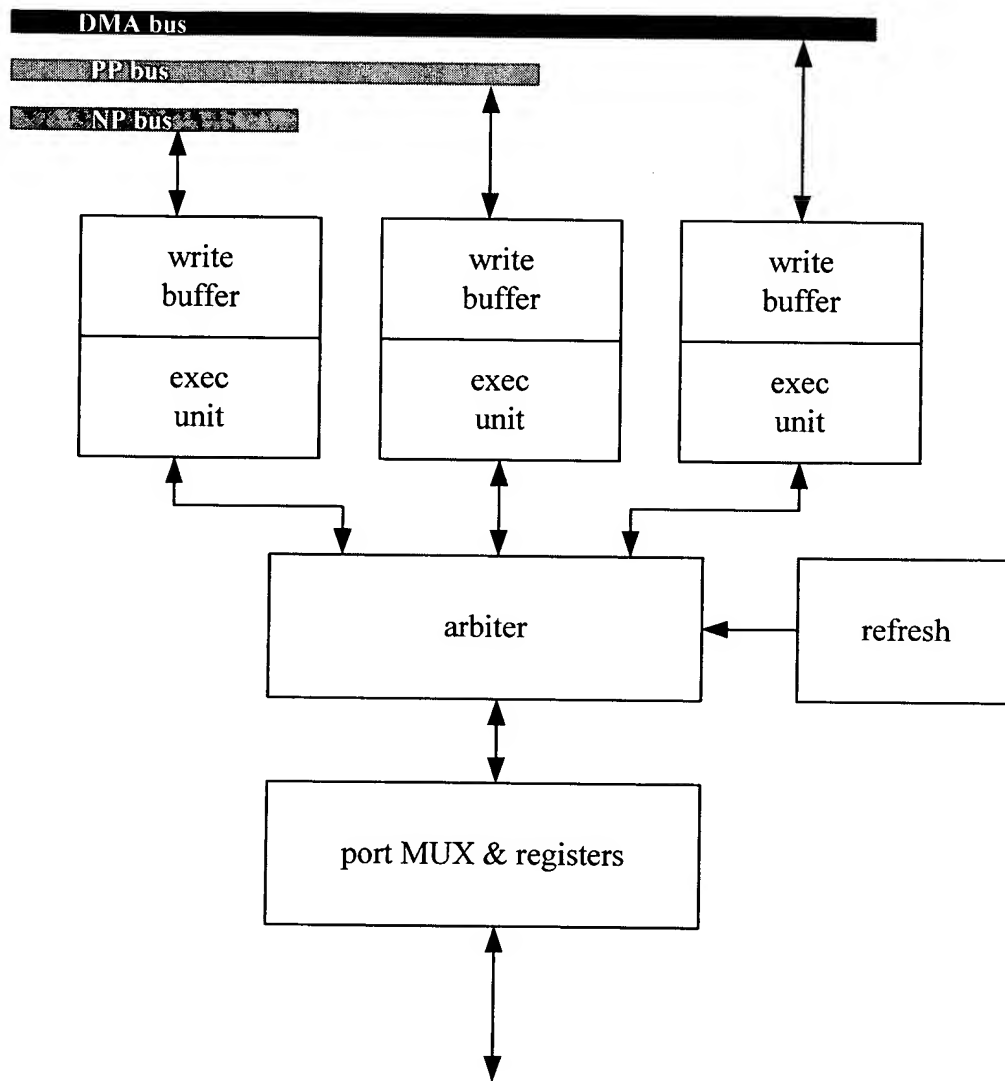 DMA bus
PP bus
NP bus
write
buffer
write
buffer
write
buffer
exec
unit
exec
unit
exec
unit
arbiter
refresh
port MUX & registers